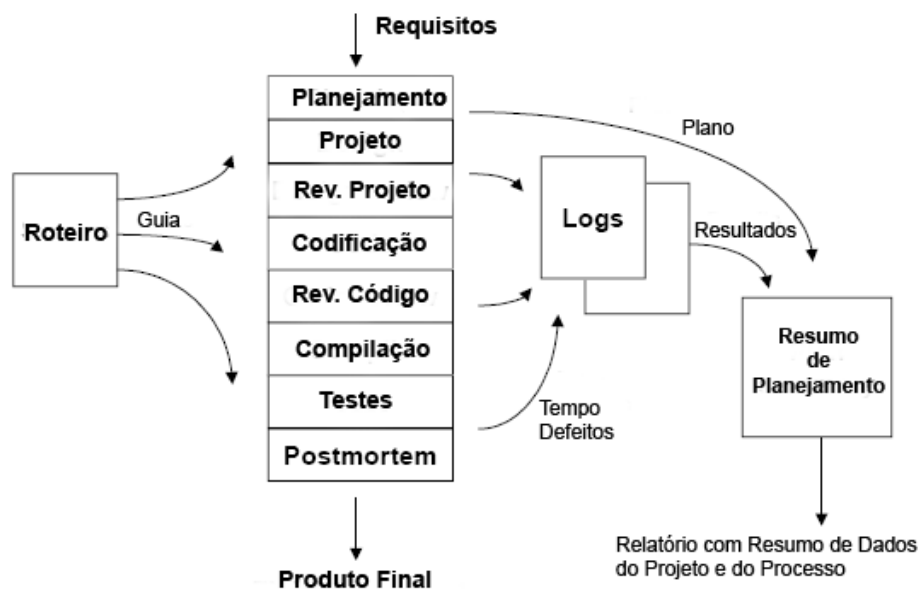 Requisitos
Planejamento
Projeto
Rev. Projeto
Codificação
Rev. Código
Compilação
Testes
Postmortem
Produto Final
Roteiro
Guia
Logs
Plano
Resultados
Tempo
Defeitos
Resumo
de
Planejamento
Relatório com Resumo de Dados
do Projeto e do Processo